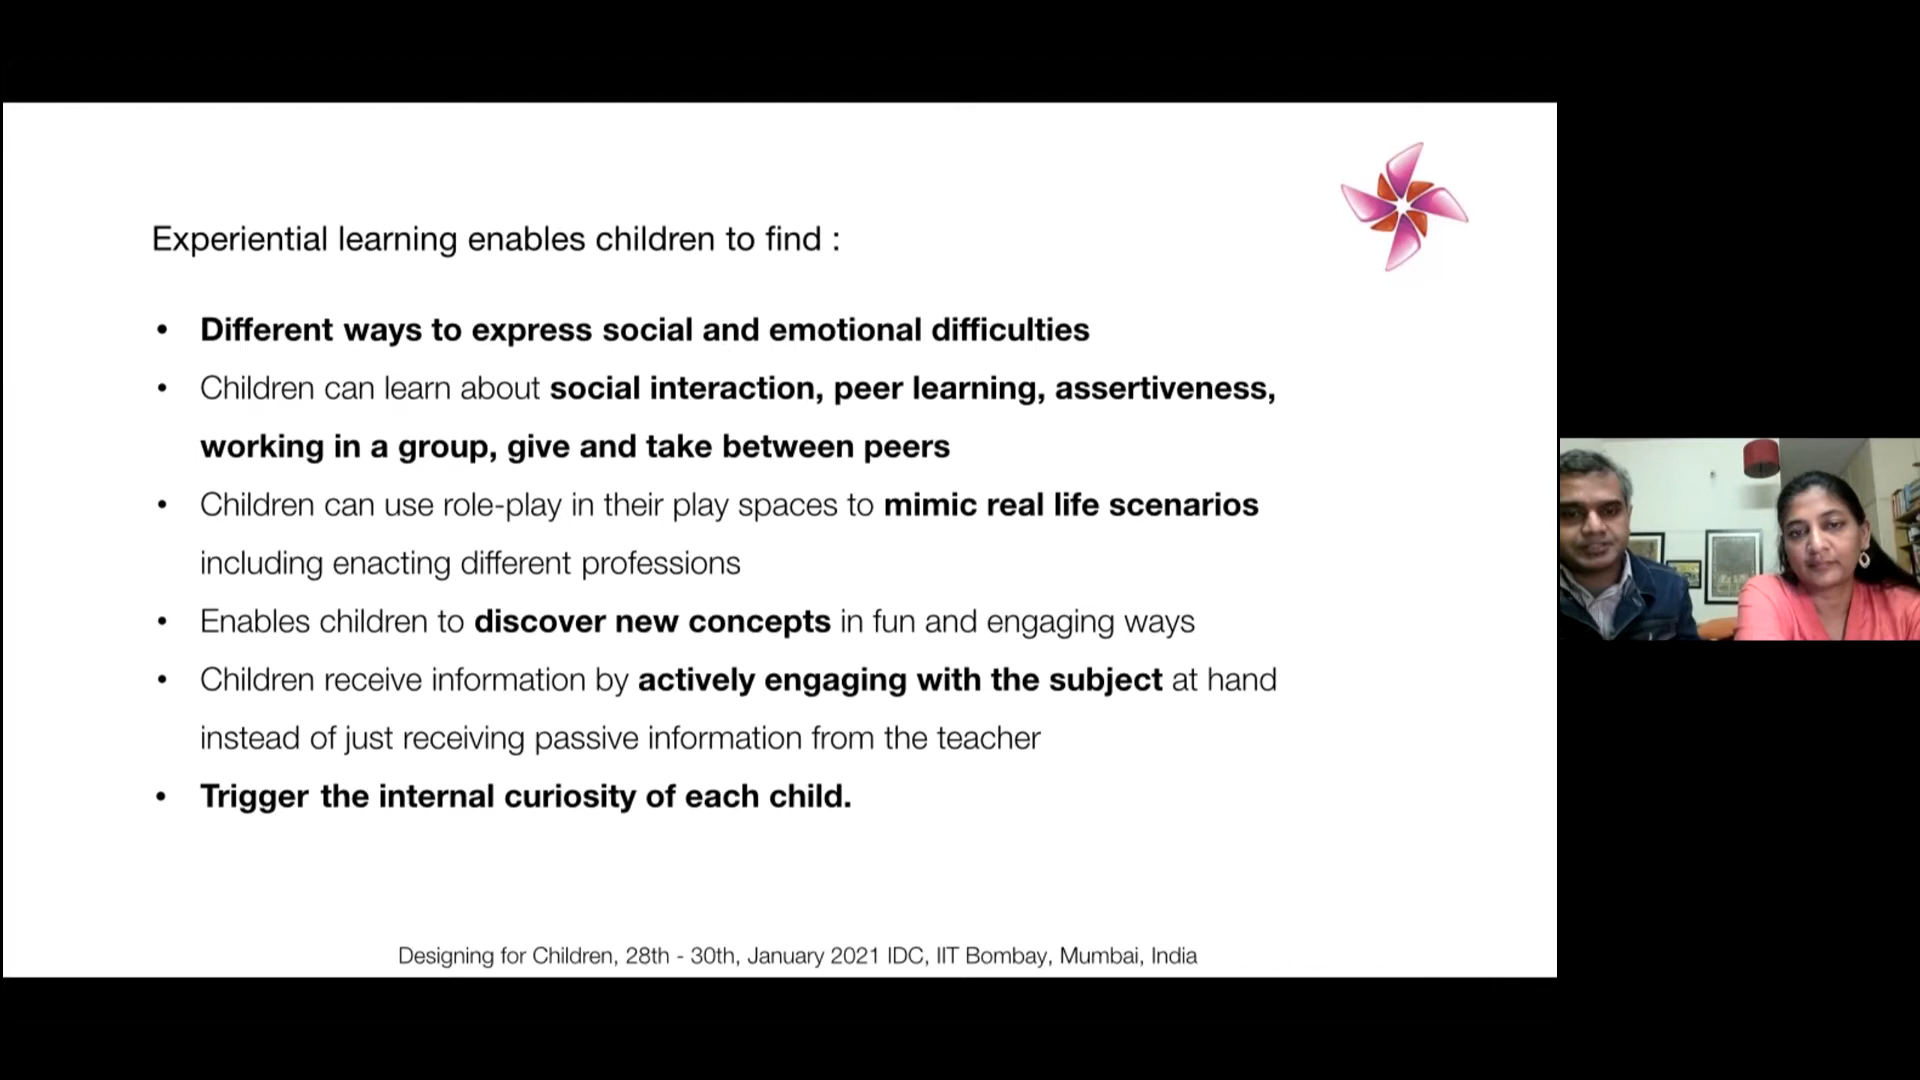 Experiential learning enables children to find :
• Different ways to express social and emotional difficulties
• Children can learn about social interaction, peer learning, assertiveness,
working in a group, give and take between peers
• Children can use role-play in their play spaces to mimic real life scenarios
including enacting different professions
• Enables children to discover new concepts in fun and engaging ways
• Children receive information by actively engaging with the subject at hand
instead of just receiving passive information from the teacher
• Trigger the internal curiosity of each child.
Designing for Children, 28th - 30th, January 2021 IDC, IIT Bombay, Mumbai, India